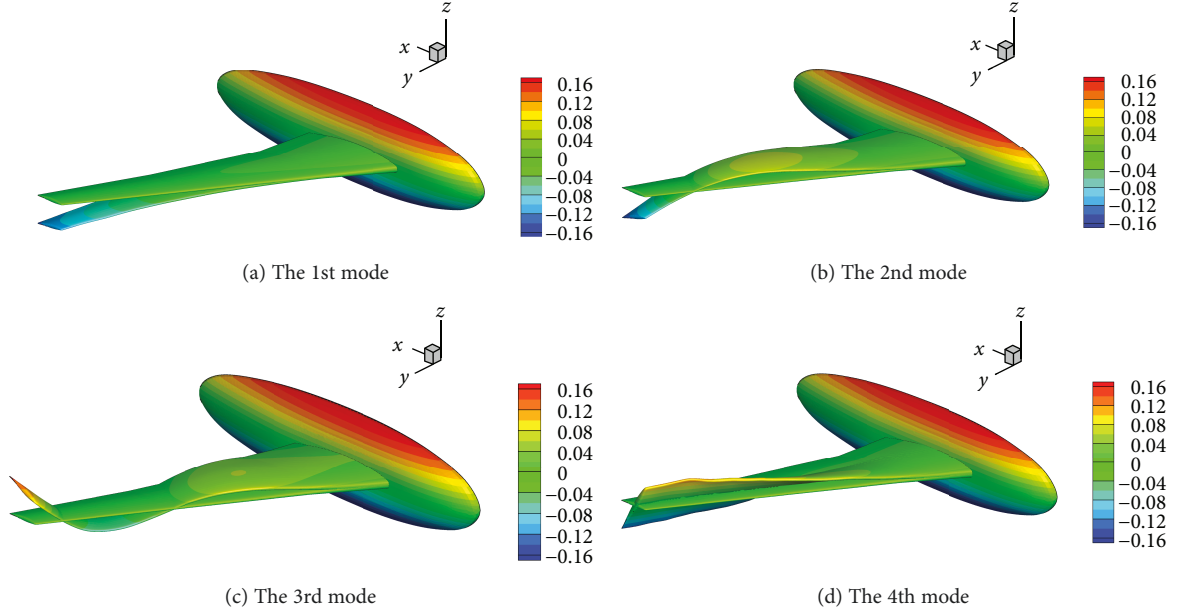 z
x
y
0.16
0.12
0.08
0.04
0
−0.04
−0.08
−0.12
−0.16
(a) The 1st mode
z
x
y
0.16
0.12
0.08
0.04
0
−0.04
−0.08
−0.12
−0.16
(b) The 2nd mode
z
x
y
0.16
0.12
0.08
0.04
0
−0.04
−0.08
−0.12
−0.16
(c) The 3rd mode
z
x
y
0.16
0.12
0.08
0.04
0
−0.04
−0.08
−0.12
−0.16
(d) The 4th mode